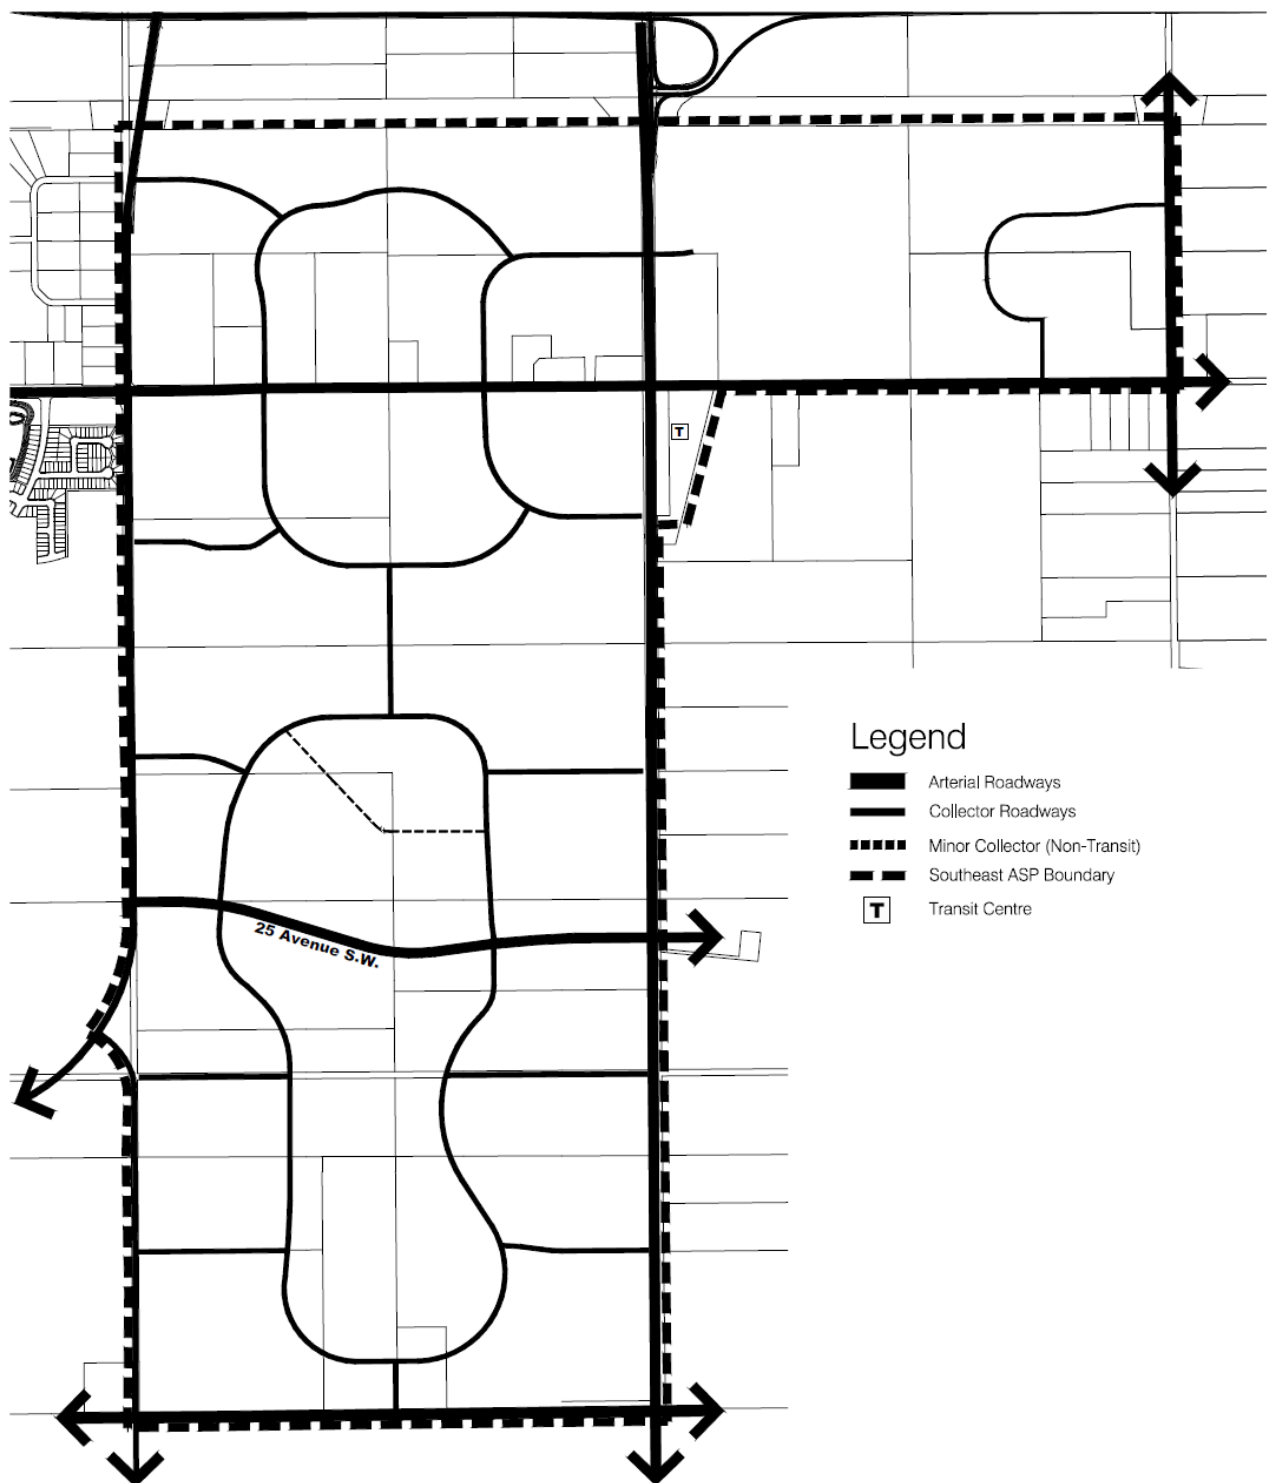 T
Legend
Arterial Roadways
Collector Roadways
Minor Collector (Non-Transit)
Southeast ASP Boundary
T Transit Centre
25 Avenue S.W.